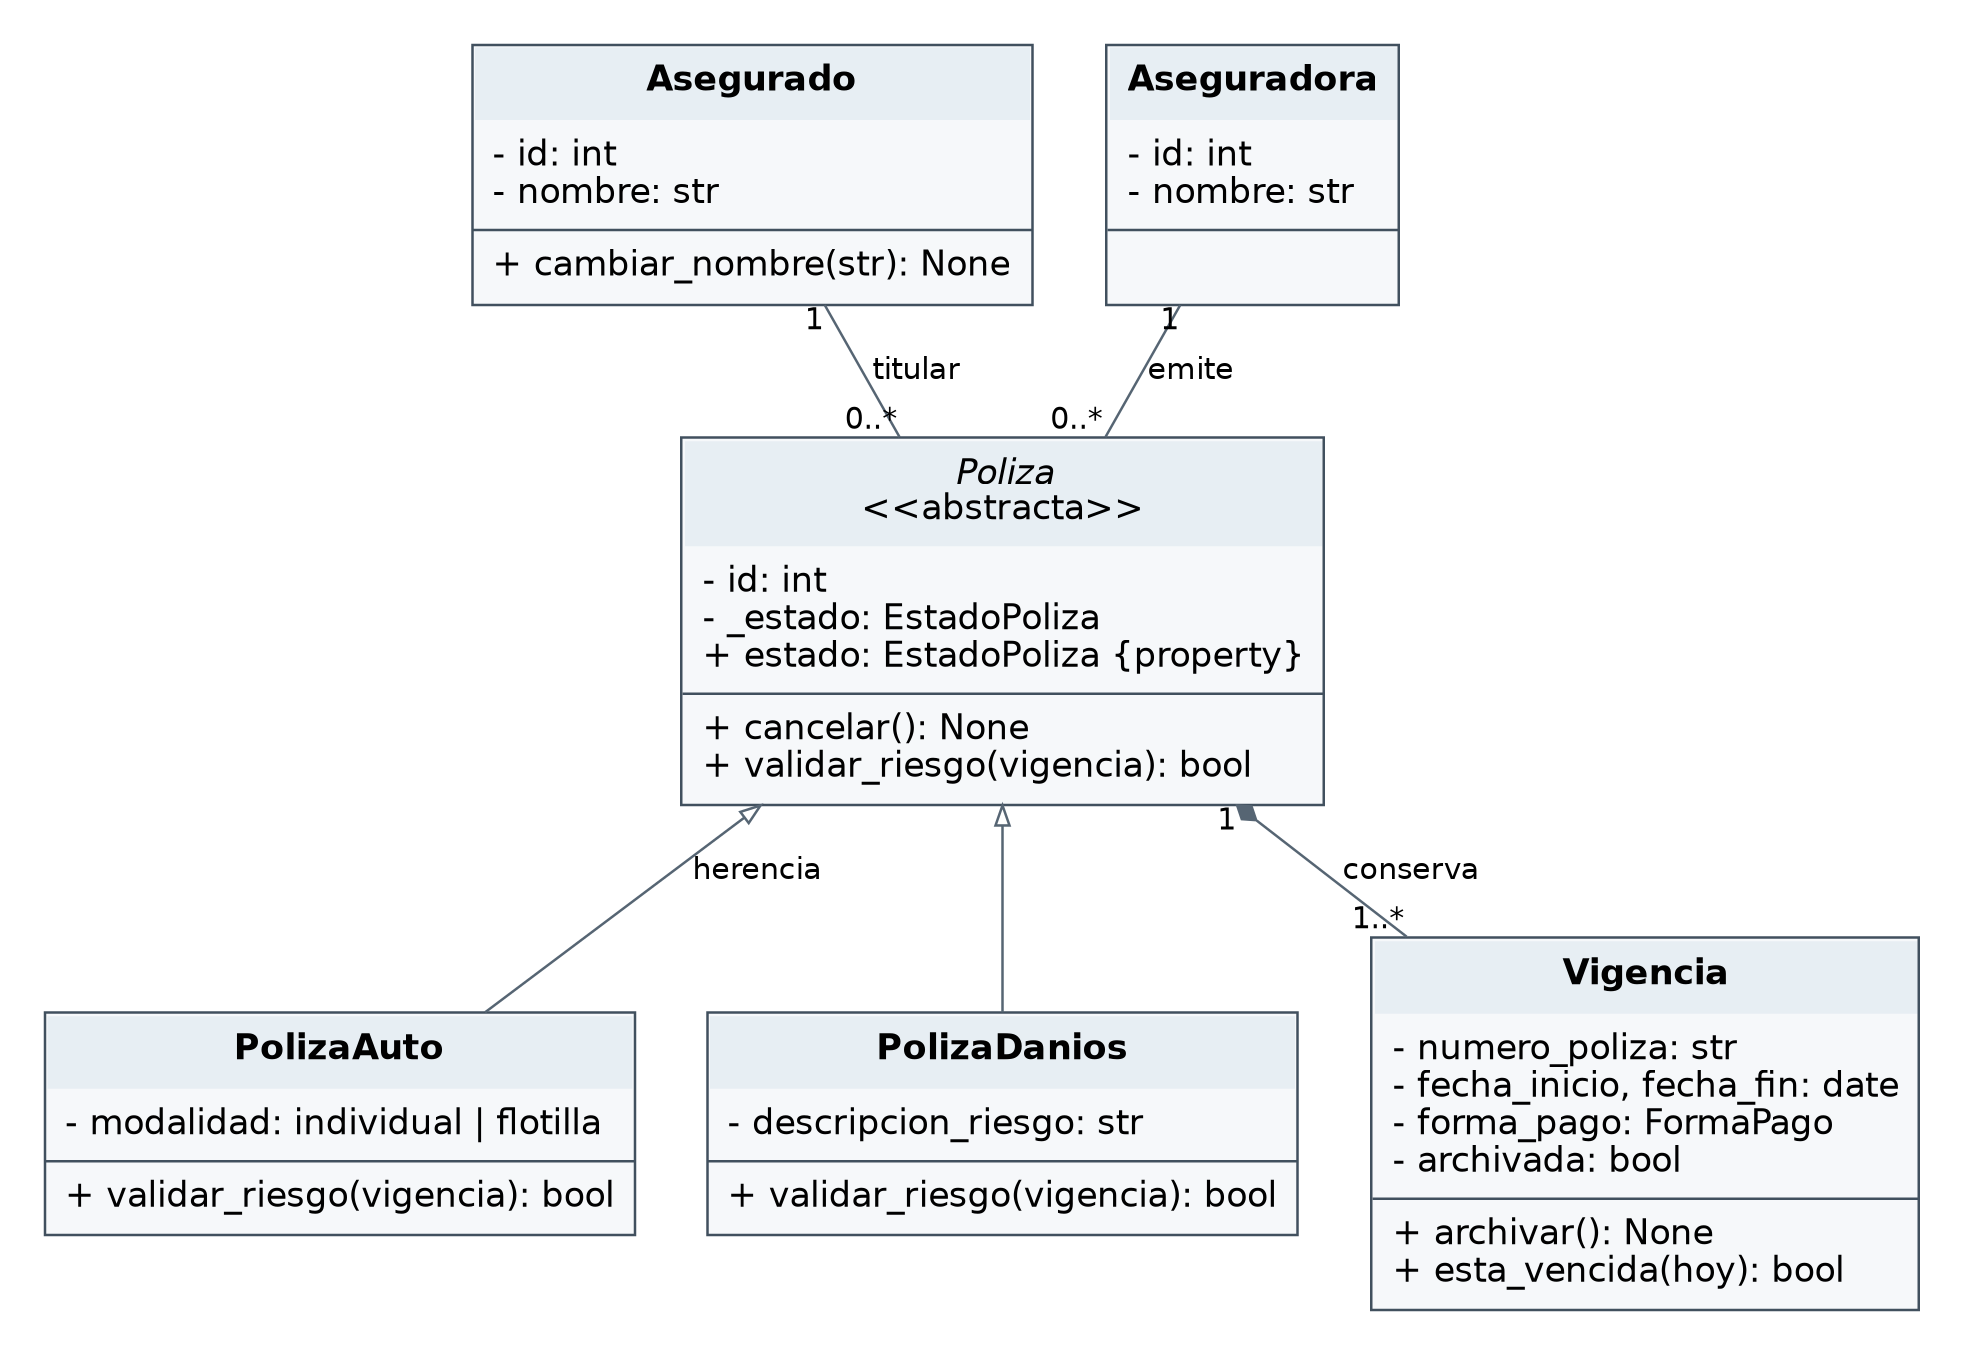 Asegurado
- id: int
- nombre: str
+ cambiar_nombre(str): None
Aseguradora
- id: int
- nombre: str
1
titular
0..*
1
emite
0..*
Poliza
<<abstracta>>
- id: int
- _estado: EstadoPoliza
+ estado: EstadoPoliza {property}
+ cancelar(): None
+ validar_riesgo(vigencia): bool
herencia
1
conserva
1..*
PolizaAuto
- modalidad: individual | flotilla
+ validar_riesgo(vigencia): bool
PolizaDanios
- descripcion_riesgo: str
+ validar_riesgo(vigencia): bool
Vigencia
- numero_poliza: str
- fecha_inicio, fecha_fin: date
- forma_pago: FormaPago
- archivada: bool
+ archivar(): None
+ esta_vencida(hoy): bool